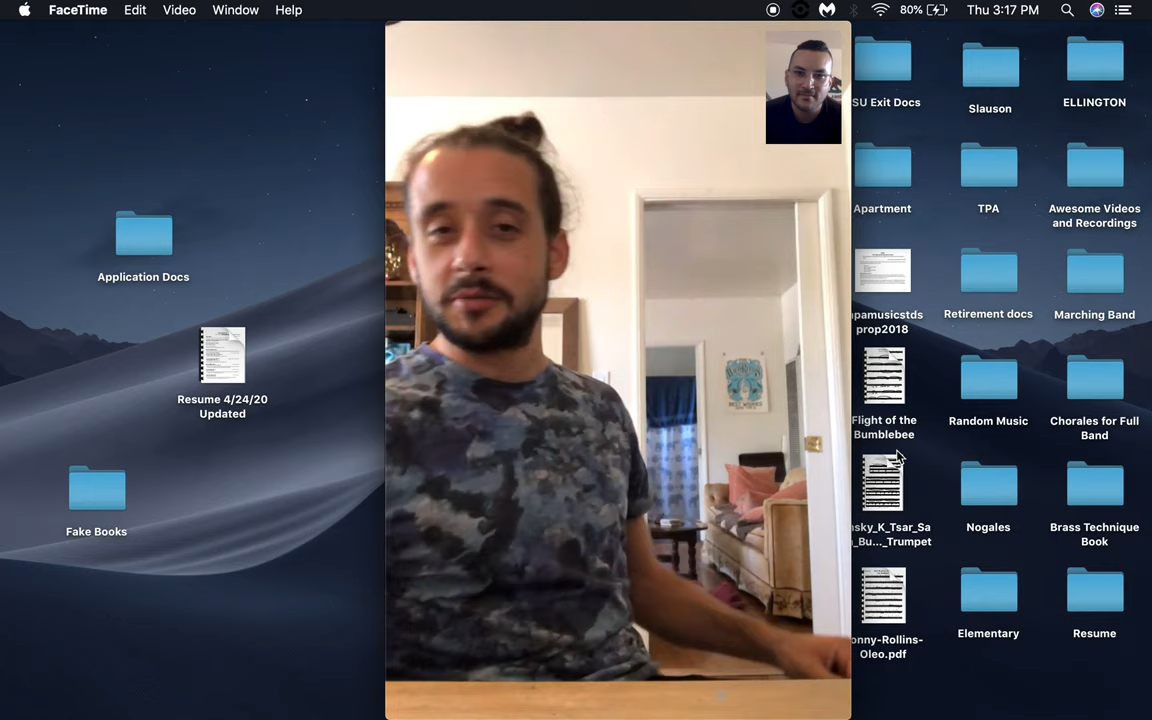 FaceTime Edit Video Window Help
80% Thu 3:17 PM
SU Exit Docs
Slauson
ELLINGTON
Apartment
TPA
Awesome Videos
and Recordings
Application Docs
pamusicstds
prop2018
Retirement docs
Marching Band
Resume 4/24/20
Updated
Flight of the
Bumblebee
Random Music
Chorales for Full
Band
Fake Books
nsky_K_Tsar_Sa
_Bu..._Trumpet
Nogales
Brass Technique
Book
onny-Rollins-
Oleo.pdf
Elementary
Resume